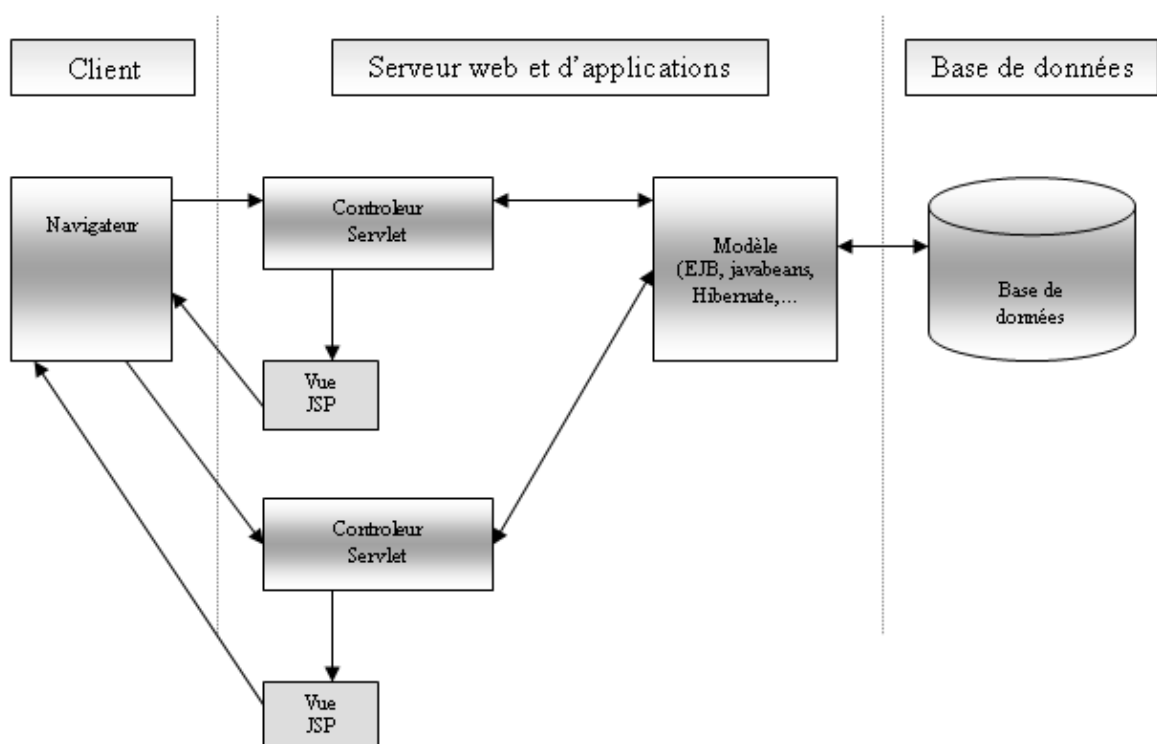 Client
Serveur web et d'applications
Base de données
Navigateur
Controleur
Servlet
Modèle
(EJB, javabeans,
Hibernate,...
Base de
données
Vue
JSP
Controleur
Servlet
Vue
JSP